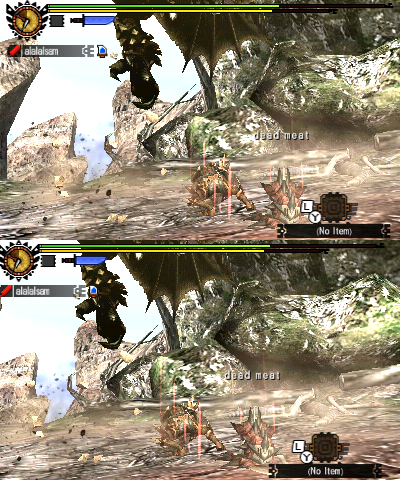 alalalsam
dead meat
L
Y
(No Item)
alalalsam
dead meat
L
Y
(No Item)